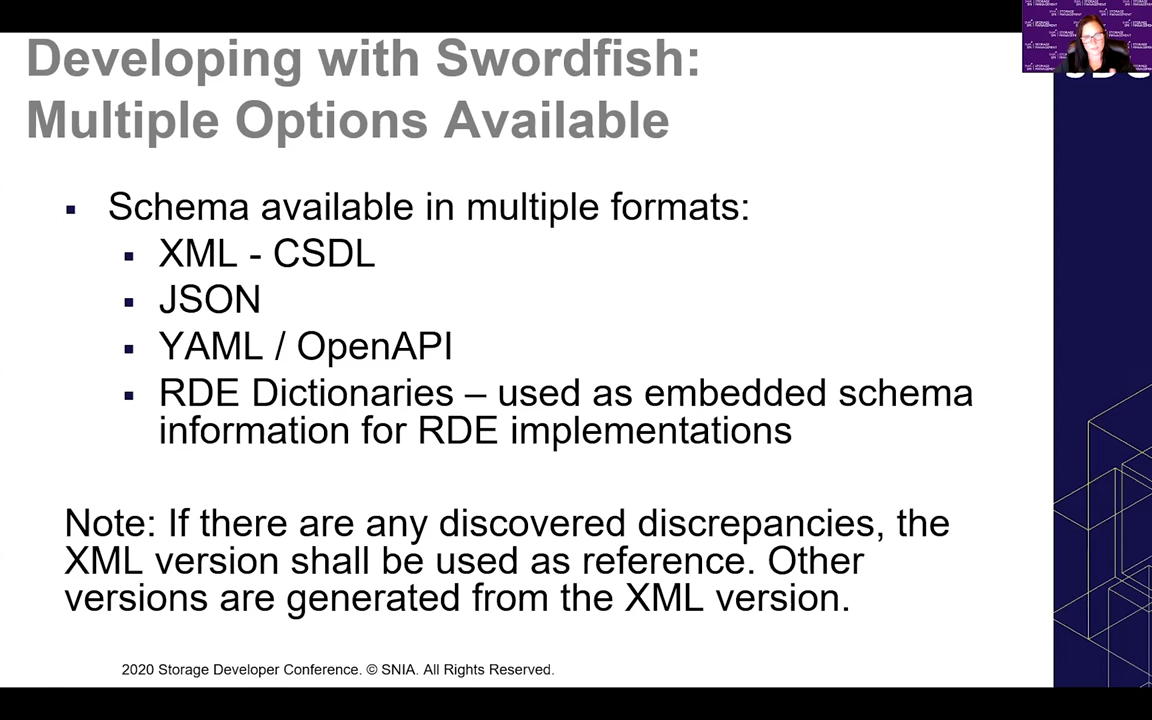 Developing with Swordfish:
Multiple Options Available
▪ Schema available in multiple formats:
▪ XML - CSDL
▪ JSON
▪ YAML / OpenAPI
▪ RDE Dictionaries – used as embedded schema
information for RDE implementations
Note: If there are any discovered discrepancies, the
XML version shall be used as reference. Other
versions are generated from the XML version.
2020 Storage Developer Conference. © SNIA. All Rights Reserved.